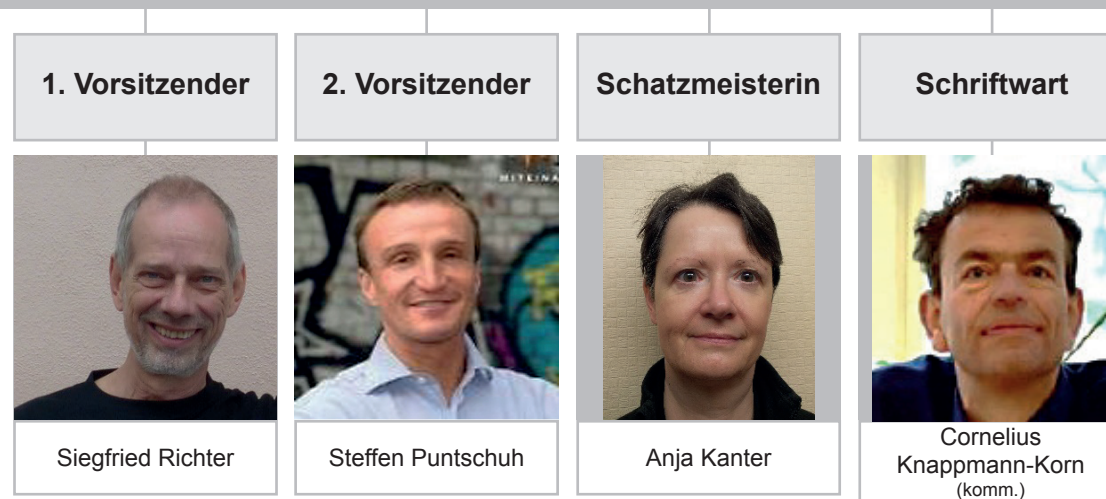 1. Vorsitzender
2. Vorsitzender
Schatzmeisterin
Schriftwart
Siegfried Richter
Steffen Puntschuh
Anja Kanter
Cornelius
Knappmann-Korn
(komm.)